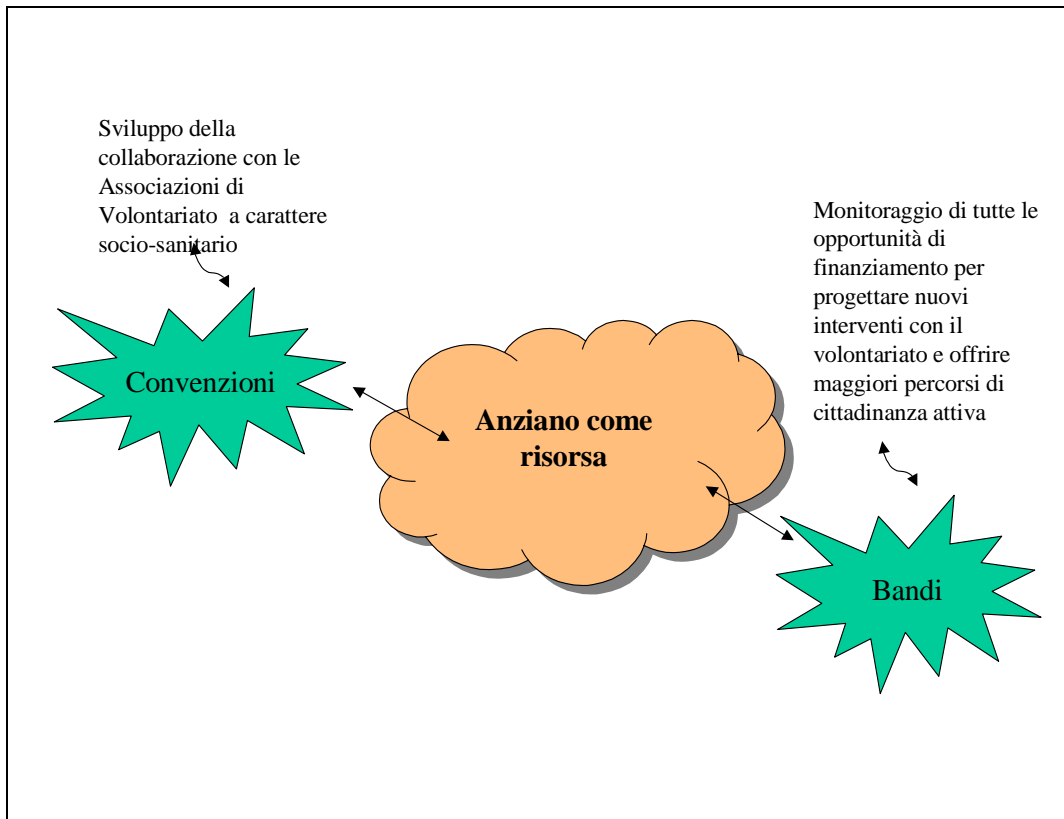 Sviluppo della
collaborazione con le
Associazioni di
Volontariato  a carattere
socio-sanitario
Monitoraggio di tutte le
opportunità di
finanziamento per
progettare nuovi
interventi con il
volontariato e offrire
maggiori percorsi di
cittadinanza attiva
Convenzioni
Anziano come
risorsa
Bandi